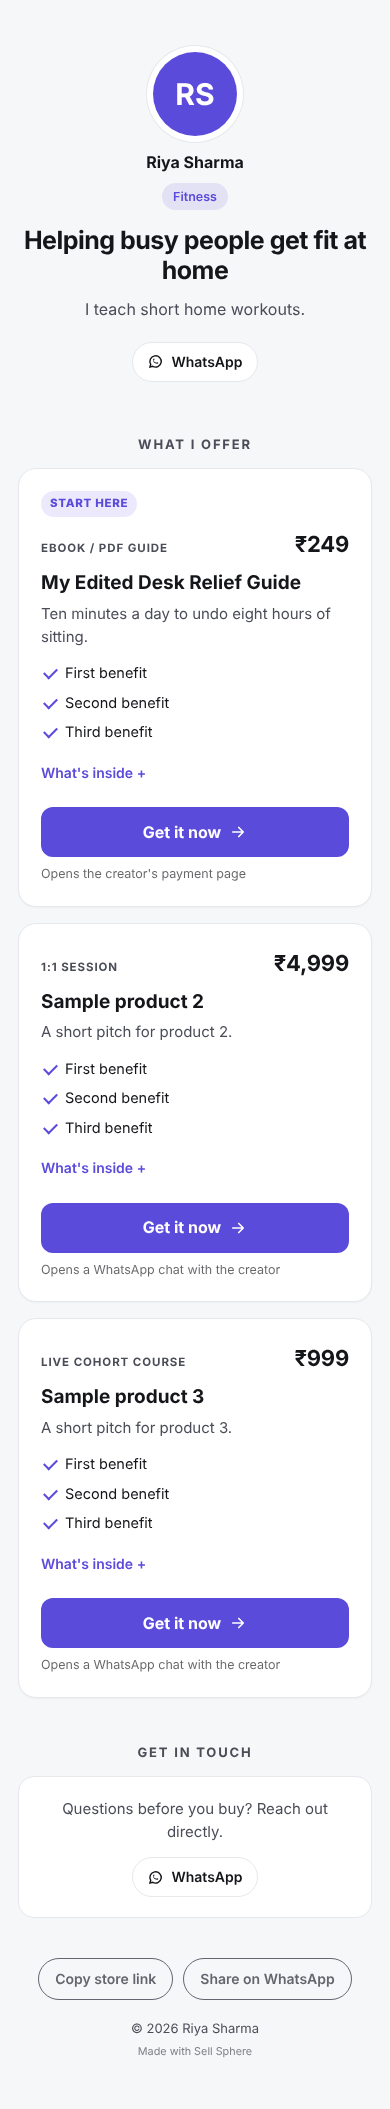 RS
Riya Sharma
Fitness
Helping busy people get fit at
home
I teach short home workouts.
WhatsApp
WHAT I OFFER
START HERE
EBOOK / PDF GUIDE ₹249
My Edited Desk Relief Guide
Ten minutes a day to undo eight hours of
sitting.
First benefit
Second benefit
Third benefit
What's inside +
Get it now →
Opens the creator's payment page
1:1 SESSION ₹4,999
Sample product 2
A short pitch for product 2.
First benefit
Second benefit
Third benefit
What's inside +
Get it now →
Opens a WhatsApp chat with the creator
LIVE COHORT COURSE ₹999
Sample product 3
A short pitch for product 3.
First benefit
Second benefit
Third benefit
What's inside +
Get it now →
Opens a WhatsApp chat with the creator
GET IN TOUCH
Questions before you buy? Reach out
directly.
WhatsApp
Copy store link Share on WhatsApp
© 2026 Riya Sharma
Made with Sell Sphere